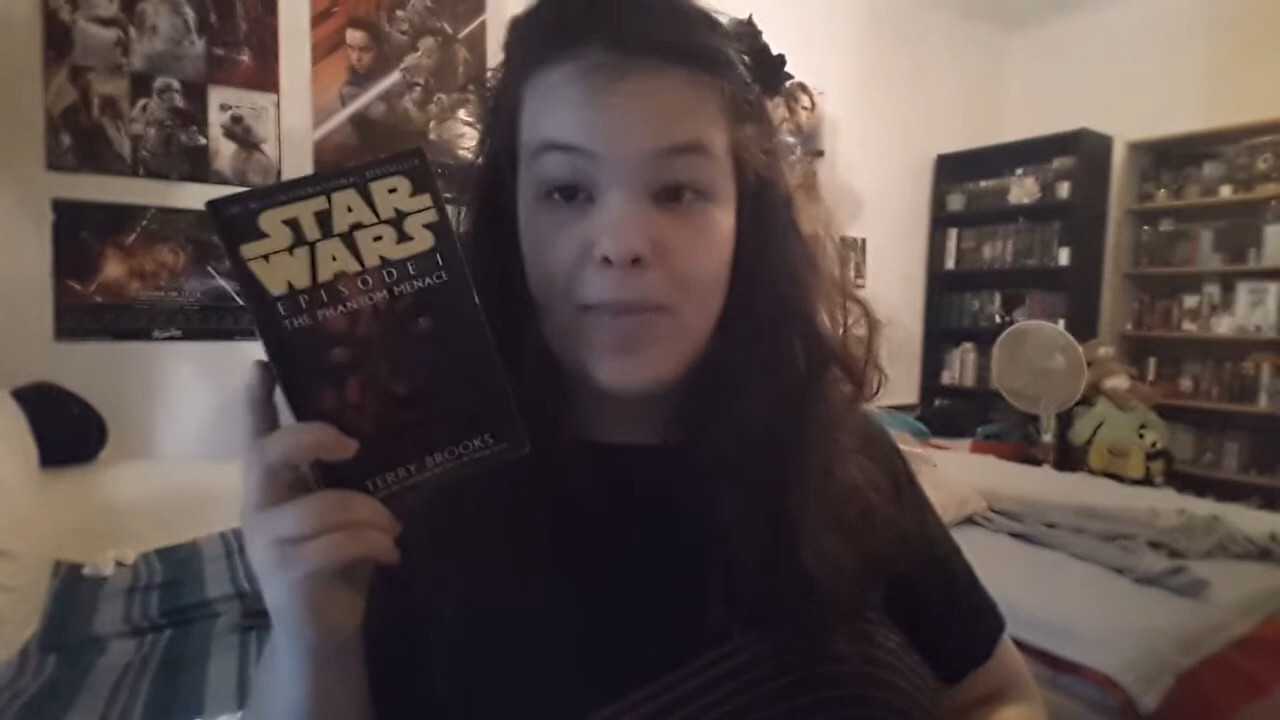 STAR
WARS
EPISODE I
THE PHANTOM MENACE
TERRY BROOKS